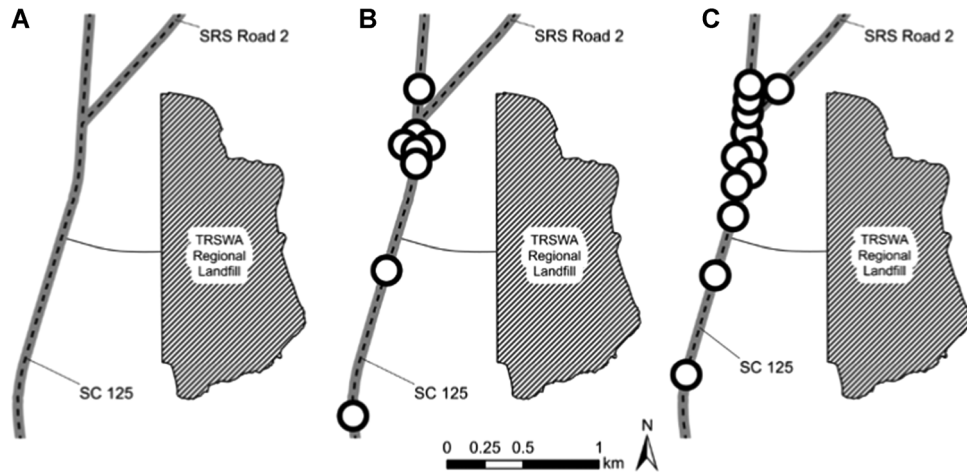 A
SRS Road 2
TRSWA
Regional
Landfill
SC 125
B
SRS Road 2
TRSWA
Regional
Landfill
SC 125
C
SRS Road 2
TRSWA
Regional
Landfill
SC 125
0 0.25 0.5 1
km
N